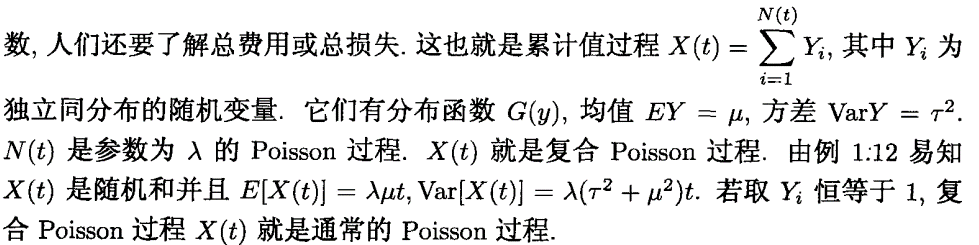 数, 人们还要了解总费用或总损失. 这也就是累计值过程 $X(t) = \sum_{i=1}^{N(t)} Y_i$, 其中 $Y_i$ 为
独立同分布的随机变量. 它们有分布函数 $G(y)$, 均值 $EY = \mu$, 方差 $\mathrm{Var}Y = \tau^2$.
$N(t)$ 是参数为 $\lambda$ 的 Poisson 过程. $X(t)$ 就是复合 Poisson 过程. 由例 1.12 易知
$X(t)$ 是随机和并且 $E[X(t)] = \lambda\mu t, \mathrm{Var}[X(t)] = \lambda(\tau^2 + \mu^2)t$. 若取 $Y_i$ 恒等于 1, 复
合 Poisson 过程 $X(t)$ 就是通常的 Poisson 过程.